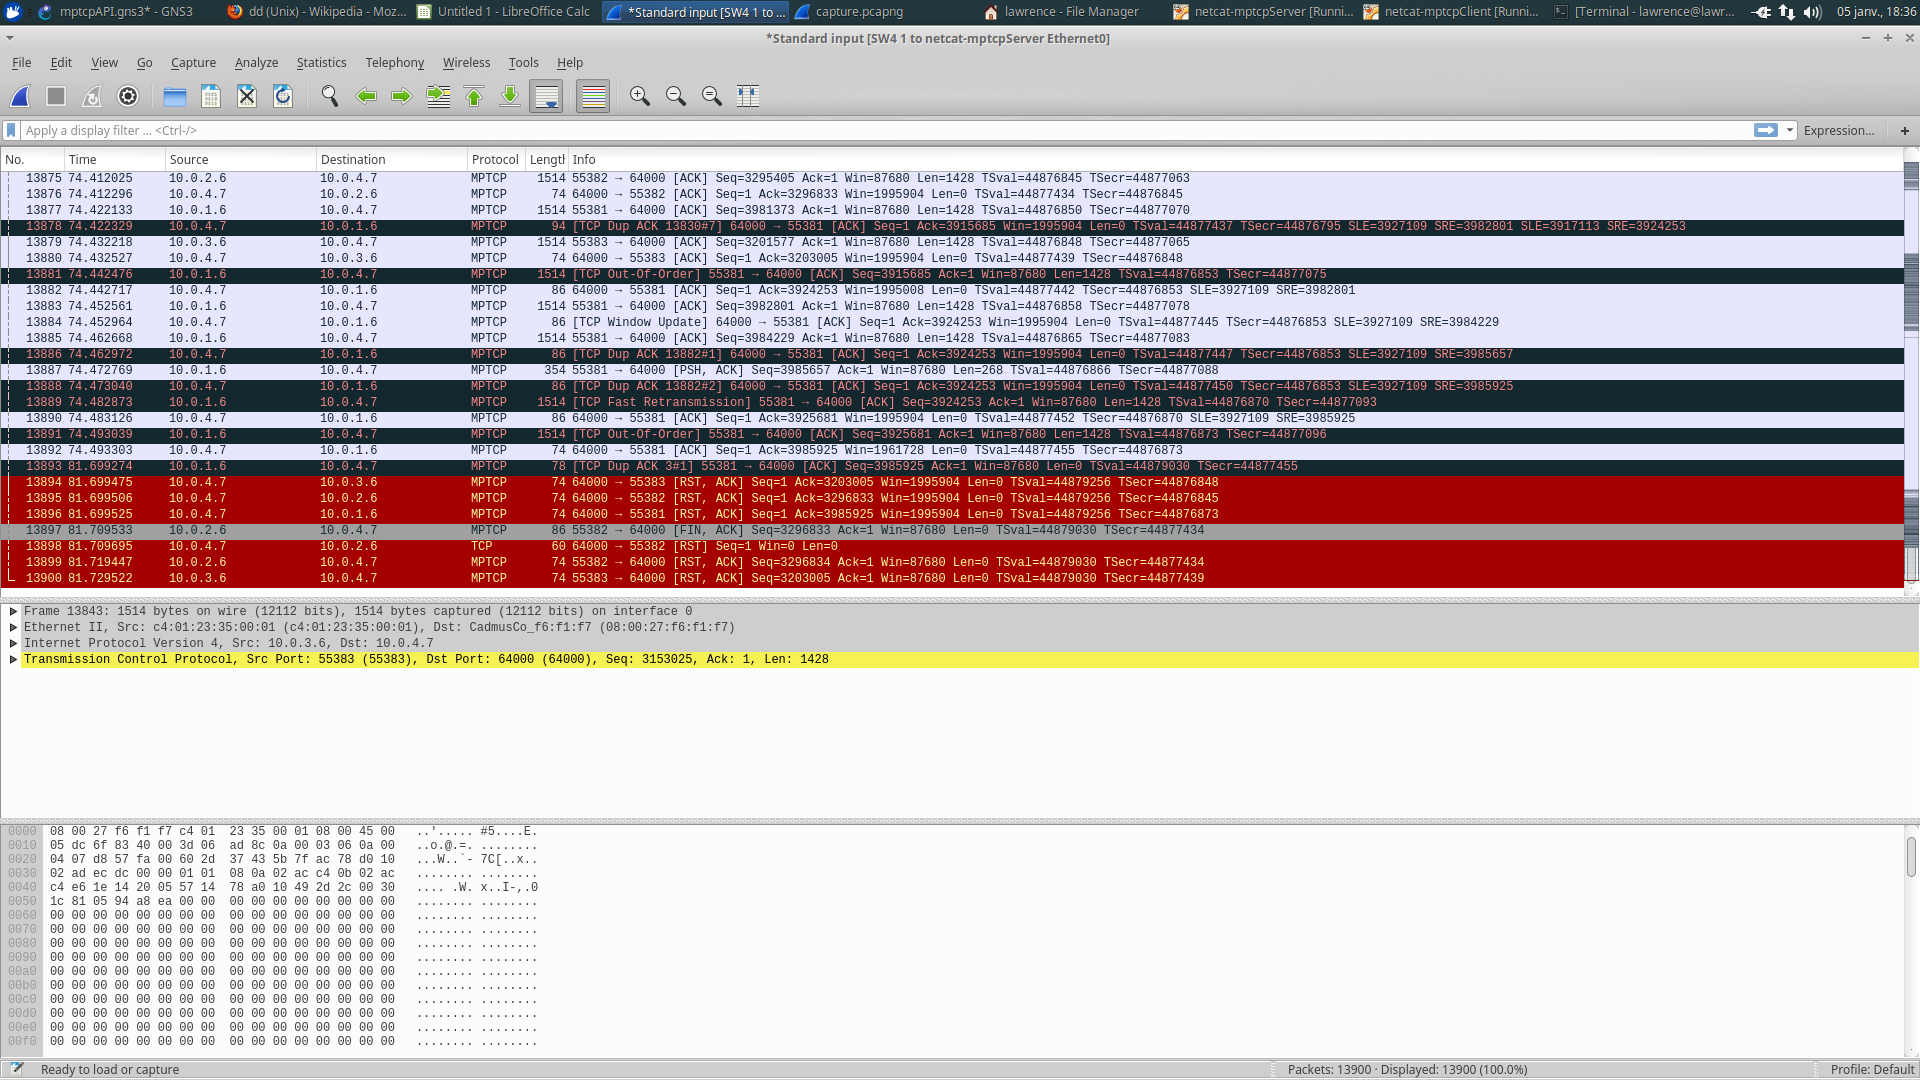 mptcpAPI.gns3* - GNS3 dd (Unix) - Wikipedia - Moz... Untitled 1 - LibreOffice Calc *Standard input [SW4 1 to ... capture.pcapng lawrence - File Manager netcat-mptcpServer [Runni... netcat-mptcpClient [Runni... [Terminal - lawrence@lawr... 05 janv., 18:36
*Standard input [SW4 1 to netcat-mptcpServer Ethernet0]
File Edit View Go Capture Analyze Statistics Telephony Wireless Tools Help
Apply a display filter ... <Ctrl-/> Expression... +
No. Time Source Destination Protocol Length Info
13875 74.412025 10.0.2.6 10.0.4.7 MPTCP 1514 55382 → 64000 [ACK] Seq=3295405 Ack=1 Win=87680 Len=1428 TSval=44876845 TSecr=44877063
13876 74.412296 10.0.4.7 10.0.2.6 MPTCP 74 64000 → 55382 [ACK] Seq=1 Ack=3296833 Win=1995904 Len=0 TSval=44877434 TSecr=44876845
13877 74.422133 10.0.1.6 10.0.4.7 MPTCP 1514 55381 → 64000 [ACK] Seq=3981373 Ack=1 Win=87680 Len=1428 TSval=44876850 TSecr=44877070
13878 74.422329 10.0.4.7 10.0.1.6 MPTCP 94 [TCP Dup ACK 13830#7] 64000 → 55381 [ACK] Seq=1 Ack=3915685 Win=1995904 Len=0 TSval=44877437 TSecr=44876795 SLE=3927109 SRE=3982801 SLE=3917113 SRE=3924253
13879 74.432218 10.0.3.6 10.0.4.7 MPTCP 1514 55383 → 64000 [ACK] Seq=3201577 Ack=1 Win=87680 Len=1428 TSval=44876848 TSecr=44877065
13880 74.432527 10.0.4.7 10.0.3.6 MPTCP 74 64000 → 55383 [ACK] Seq=1 Ack=3203005 Win=1995904 Len=0 TSval=44877439 TSecr=44876848
13881 74.442476 10.0.1.6 10.0.4.7 MPTCP 1514 [TCP Out-Of-Order] 55381 → 64000 [ACK] Seq=3915685 Ack=1 Win=87680 Len=1428 TSval=44876853 TSecr=44877075
13882 74.442717 10.0.4.7 10.0.1.6 MPTCP 86 64000 → 55381 [ACK] Seq=1 Ack=3924253 Win=1995008 Len=0 TSval=44877442 TSecr=44876853 SLE=3927109 SRE=3982801
13883 74.452561 10.0.1.6 10.0.4.7 MPTCP 1514 55381 → 64000 [ACK] Seq=3982801 Ack=1 Win=87680 Len=1428 TSval=44876858 TSecr=44877078
13884 74.452964 10.0.4.7 10.0.1.6 MPTCP 86 [TCP Window Update] 64000 → 55381 [ACK] Seq=1 Ack=3924253 Win=1995904 Len=0 TSval=44877445 TSecr=44876853 SLE=3927109 SRE=3984229
13885 74.462668 10.0.1.6 10.0.4.7 MPTCP 1514 55381 → 64000 [ACK] Seq=3984229 Ack=1 Win=87680 Len=1428 TSval=44876865 TSecr=44877083
13886 74.462972 10.0.4.7 10.0.1.6 MPTCP 86 [TCP Dup ACK 13882#1] 64000 → 55381 [ACK] Seq=1 Ack=3924253 Win=1995904 Len=0 TSval=44877447 TSecr=44876853 SLE=3927109 SRE=3985657
13887 74.472769 10.0.1.6 10.0.4.7 MPTCP 354 55381 → 64000 [PSH, ACK] Seq=3985657 Ack=1 Win=87680 Len=268 TSval=44876866 TSecr=44877088
13888 74.473040 10.0.4.7 10.0.1.6 MPTCP 86 [TCP Dup ACK 13882#2] 64000 → 55381 [ACK] Seq=1 Ack=3924253 Win=1995904 Len=0 TSval=44877450 TSecr=44876853 SLE=3927109 SRE=3985925
13889 74.482873 10.0.1.6 10.0.4.7 MPTCP 1514 [TCP Fast Retransmission] 55381 → 64000 [ACK] Seq=3924253 Ack=1 Win=87680 Len=1428 TSval=44876870 TSecr=44877093
13890 74.483126 10.0.4.7 10.0.1.6 MPTCP 86 64000 → 55381 [ACK] Seq=1 Ack=3925681 Win=1995904 Len=0 TSval=44877452 TSecr=44876870 SLE=3927109 SRE=3985925
13891 74.493039 10.0.1.6 10.0.4.7 MPTCP 1514 [TCP Out-Of-Order] 55381 → 64000 [ACK] Seq=3925681 Ack=1 Win=87680 Len=1428 TSval=44876873 TSecr=44877096
13892 74.493303 10.0.4.7 10.0.1.6 MPTCP 74 64000 → 55381 [ACK] Seq=1 Ack=3985925 Win=1961728 Len=0 TSval=44877455 TSecr=44876873
13893 81.699274 10.0.1.6 10.0.4.7 MPTCP 78 [TCP Dup ACK 3#1] 55381 → 64000 [ACK] Seq=3985925 Ack=1 Win=87680 Len=0 TSval=44879030 TSecr=44877455
13894 81.699475 10.0.4.7 10.0.3.6 MPTCP 74 64000 → 55383 [RST, ACK] Seq=1 Ack=3203005 Win=1995904 Len=0 TSval=44879256 TSecr=44876848
13895 81.699506 10.0.4.7 10.0.2.6 MPTCP 74 64000 → 55382 [RST, ACK] Seq=1 Ack=3296833 Win=1995904 Len=0 TSval=44879256 TSecr=44876845
13896 81.699525 10.0.4.7 10.0.1.6 MPTCP 74 64000 → 55381 [RST, ACK] Seq=1 Ack=3985925 Win=1995904 Len=0 TSval=44879256 TSecr=44876873
13897 81.709533 10.0.2.6 10.0.4.7 MPTCP 86 55382 → 64000 [FIN, ACK] Seq=3296833 Ack=1 Win=87680 Len=0 TSval=44879030 TSecr=44877434
13898 81.709695 10.0.4.7 10.0.2.6 TCP 60 64000 → 55382 [RST] Seq=1 Win=0 Len=0
13899 81.719447 10.0.2.6 10.0.4.7 MPTCP 74 55382 → 64000 [RST, ACK] Seq=3296834 Ack=1 Win=87680 Len=0 TSval=44879030 TSecr=44877434
13900 81.729522 10.0.3.6 10.0.4.7 MPTCP 74 55383 → 64000 [RST, ACK] Seq=3203005 Ack=1 Win=87680 Len=0 TSval=44879030 TSecr=44877439
Frame 13843: 1514 bytes on wire (12112 bits), 1514 bytes captured (12112 bits) on interface 0
Ethernet II, Src: c4:01:23:35:00:01 (c4:01:23:35:00:01), Dst: CadmusCo_f6:f1:f7 (08:00:27:f6:f1:f7)
Internet Protocol Version 4, Src: 10.0.3.6, Dst: 10.0.4.7
Transmission Control Protocol, Src Port: 55383 (55383), Dst Port: 64000 (64000), Seq: 3153025, Ack: 1, Len: 1428
0000 08 00 27 f6 f1 f7 c4 01 23 35 00 01 08 00 45 00 ..'..... #5....E.
0010 05 dc 6f 83 40 00 3d 06 ad 8c 0a 00 03 06 0a 00 ..o.@.=. ........
0020 04 07 d8 57 fa 00 60 2d 37 43 5b 7f ac 78 d0 10 ...W..`- 7C[..x..
0030 02 ad ec dc 00 00 01 01 08 0a 02 ac c4 0b 02 ac ........ ........
0040 c4 e6 1e 14 20 05 57 14 78 a0 10 49 2d 2c 00 30 .... .W. x..I-,.0
0050 1c 81 05 94 a8 ea 00 00 00 00 00 00 00 00 00 00 ........ ........
0060 00 00 00 00 00 00 00 00 00 00 00 00 00 00 00 00 ........ ........
0070 00 00 00 00 00 00 00 00 00 00 00 00 00 00 00 00 ........ ........
0080 00 00 00 00 00 00 00 00 00 00 00 00 00 00 00 00 ........ ........
0090 00 00 00 00 00 00 00 00 00 00 00 00 00 00 00 00 ........ ........
00a0 00 00 00 00 00 00 00 00 00 00 00 00 00 00 00 00 ........ ........
00b0 00 00 00 00 00 00 00 00 00 00 00 00 00 00 00 00 ........ ........
00c0 00 00 00 00 00 00 00 00 00 00 00 00 00 00 00 00 ........ ........
00d0 00 00 00 00 00 00 00 00 00 00 00 00 00 00 00 00 ........ ........
00e0 00 00 00 00 00 00 00 00 00 00 00 00 00 00 00 00 ........ ........
00f0 00 00 00 00 00 00 00 00 00 00 00 00 00 00 00 00 ........ ........
Ready to load or capture Packets: 13900 · Displayed: 13900 (100.0%) Profile: Default